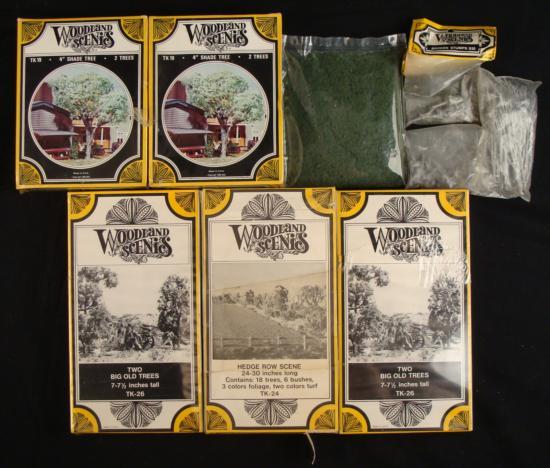 WOODLAND
SCENICS
TK 19 • 4" SHADE TREE • 2 TREES
WOODLAND
SCENICS
TK 19 • 4" SHADE TREE • 2 TREES
WOODLAND
SCENICS
WOODLAND
SCENICS
TWO
BIG OLD TREES
7-7½ inches tall
TK-26
WOODLAND
SCENICS
HEDGE ROW SCENE
24-30 inches long
Contains: 18 trees, 6 bushes,
3 colors foliage, two colors turf
TK-24
WOODLAND
SCENICS
TWO
BIG OLD TREES
7-7½ inches tall
TK-26